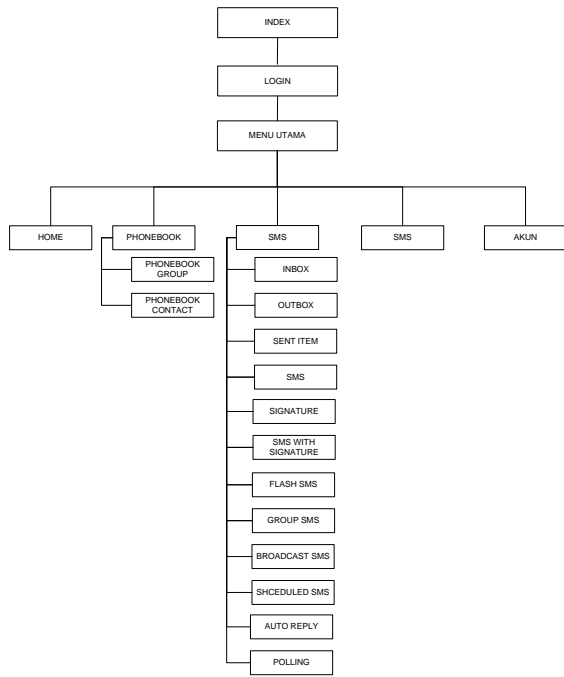 INDEX
LOGIN
MENU UTAMA
HOME
PHONEBOOK
SMS
SMS
AKUN
PHONEBOOK
GROUP
PHONEBOOK
CONTACT
INBOX
OUTBOX
SENT ITEM
SMS
SIGNATURE
SMS WITH
SIGNATURE
FLASH SMS
GROUP SMS
BROADCAST SMS
SHCEDULED SMS
AUTO REPLY
POLLING